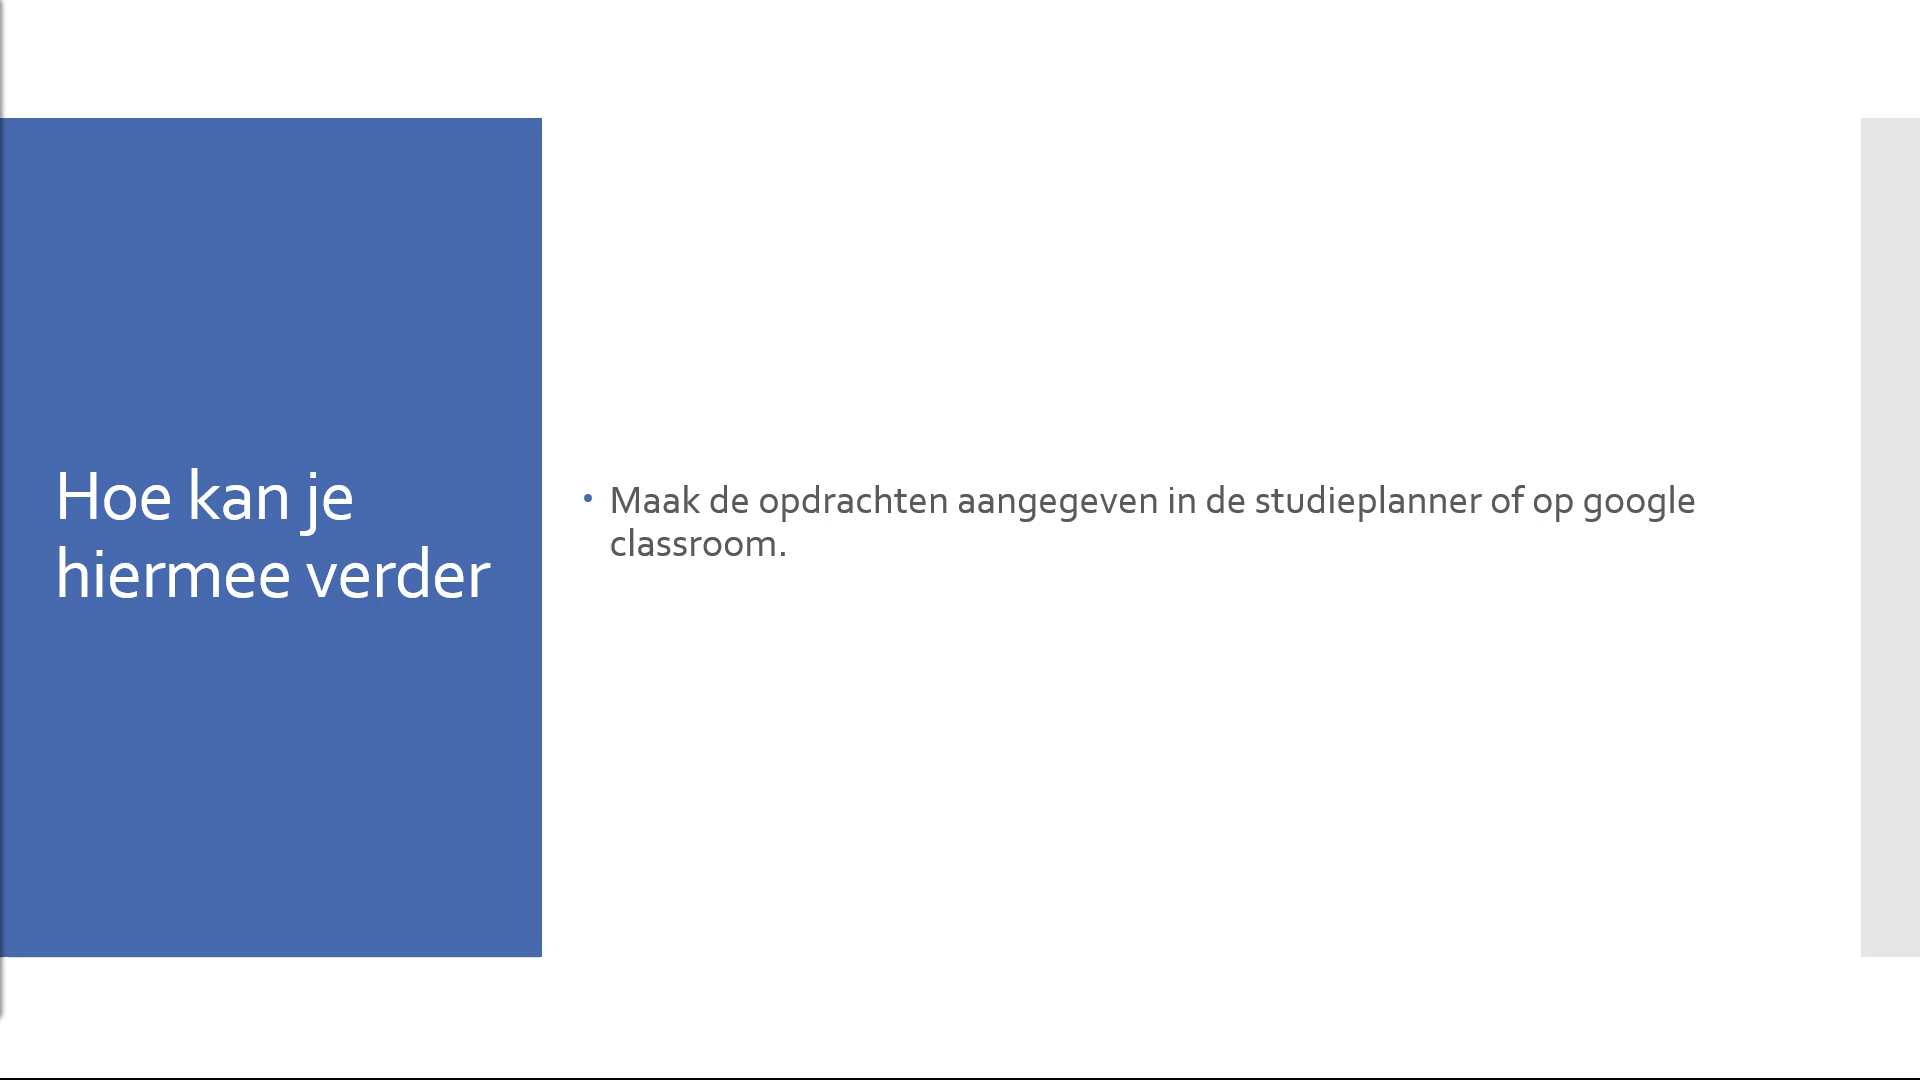 Hoe kan je
hiermee verder
• Maak de opdrachten aangegeven in de studieplanner of op google
classroom.